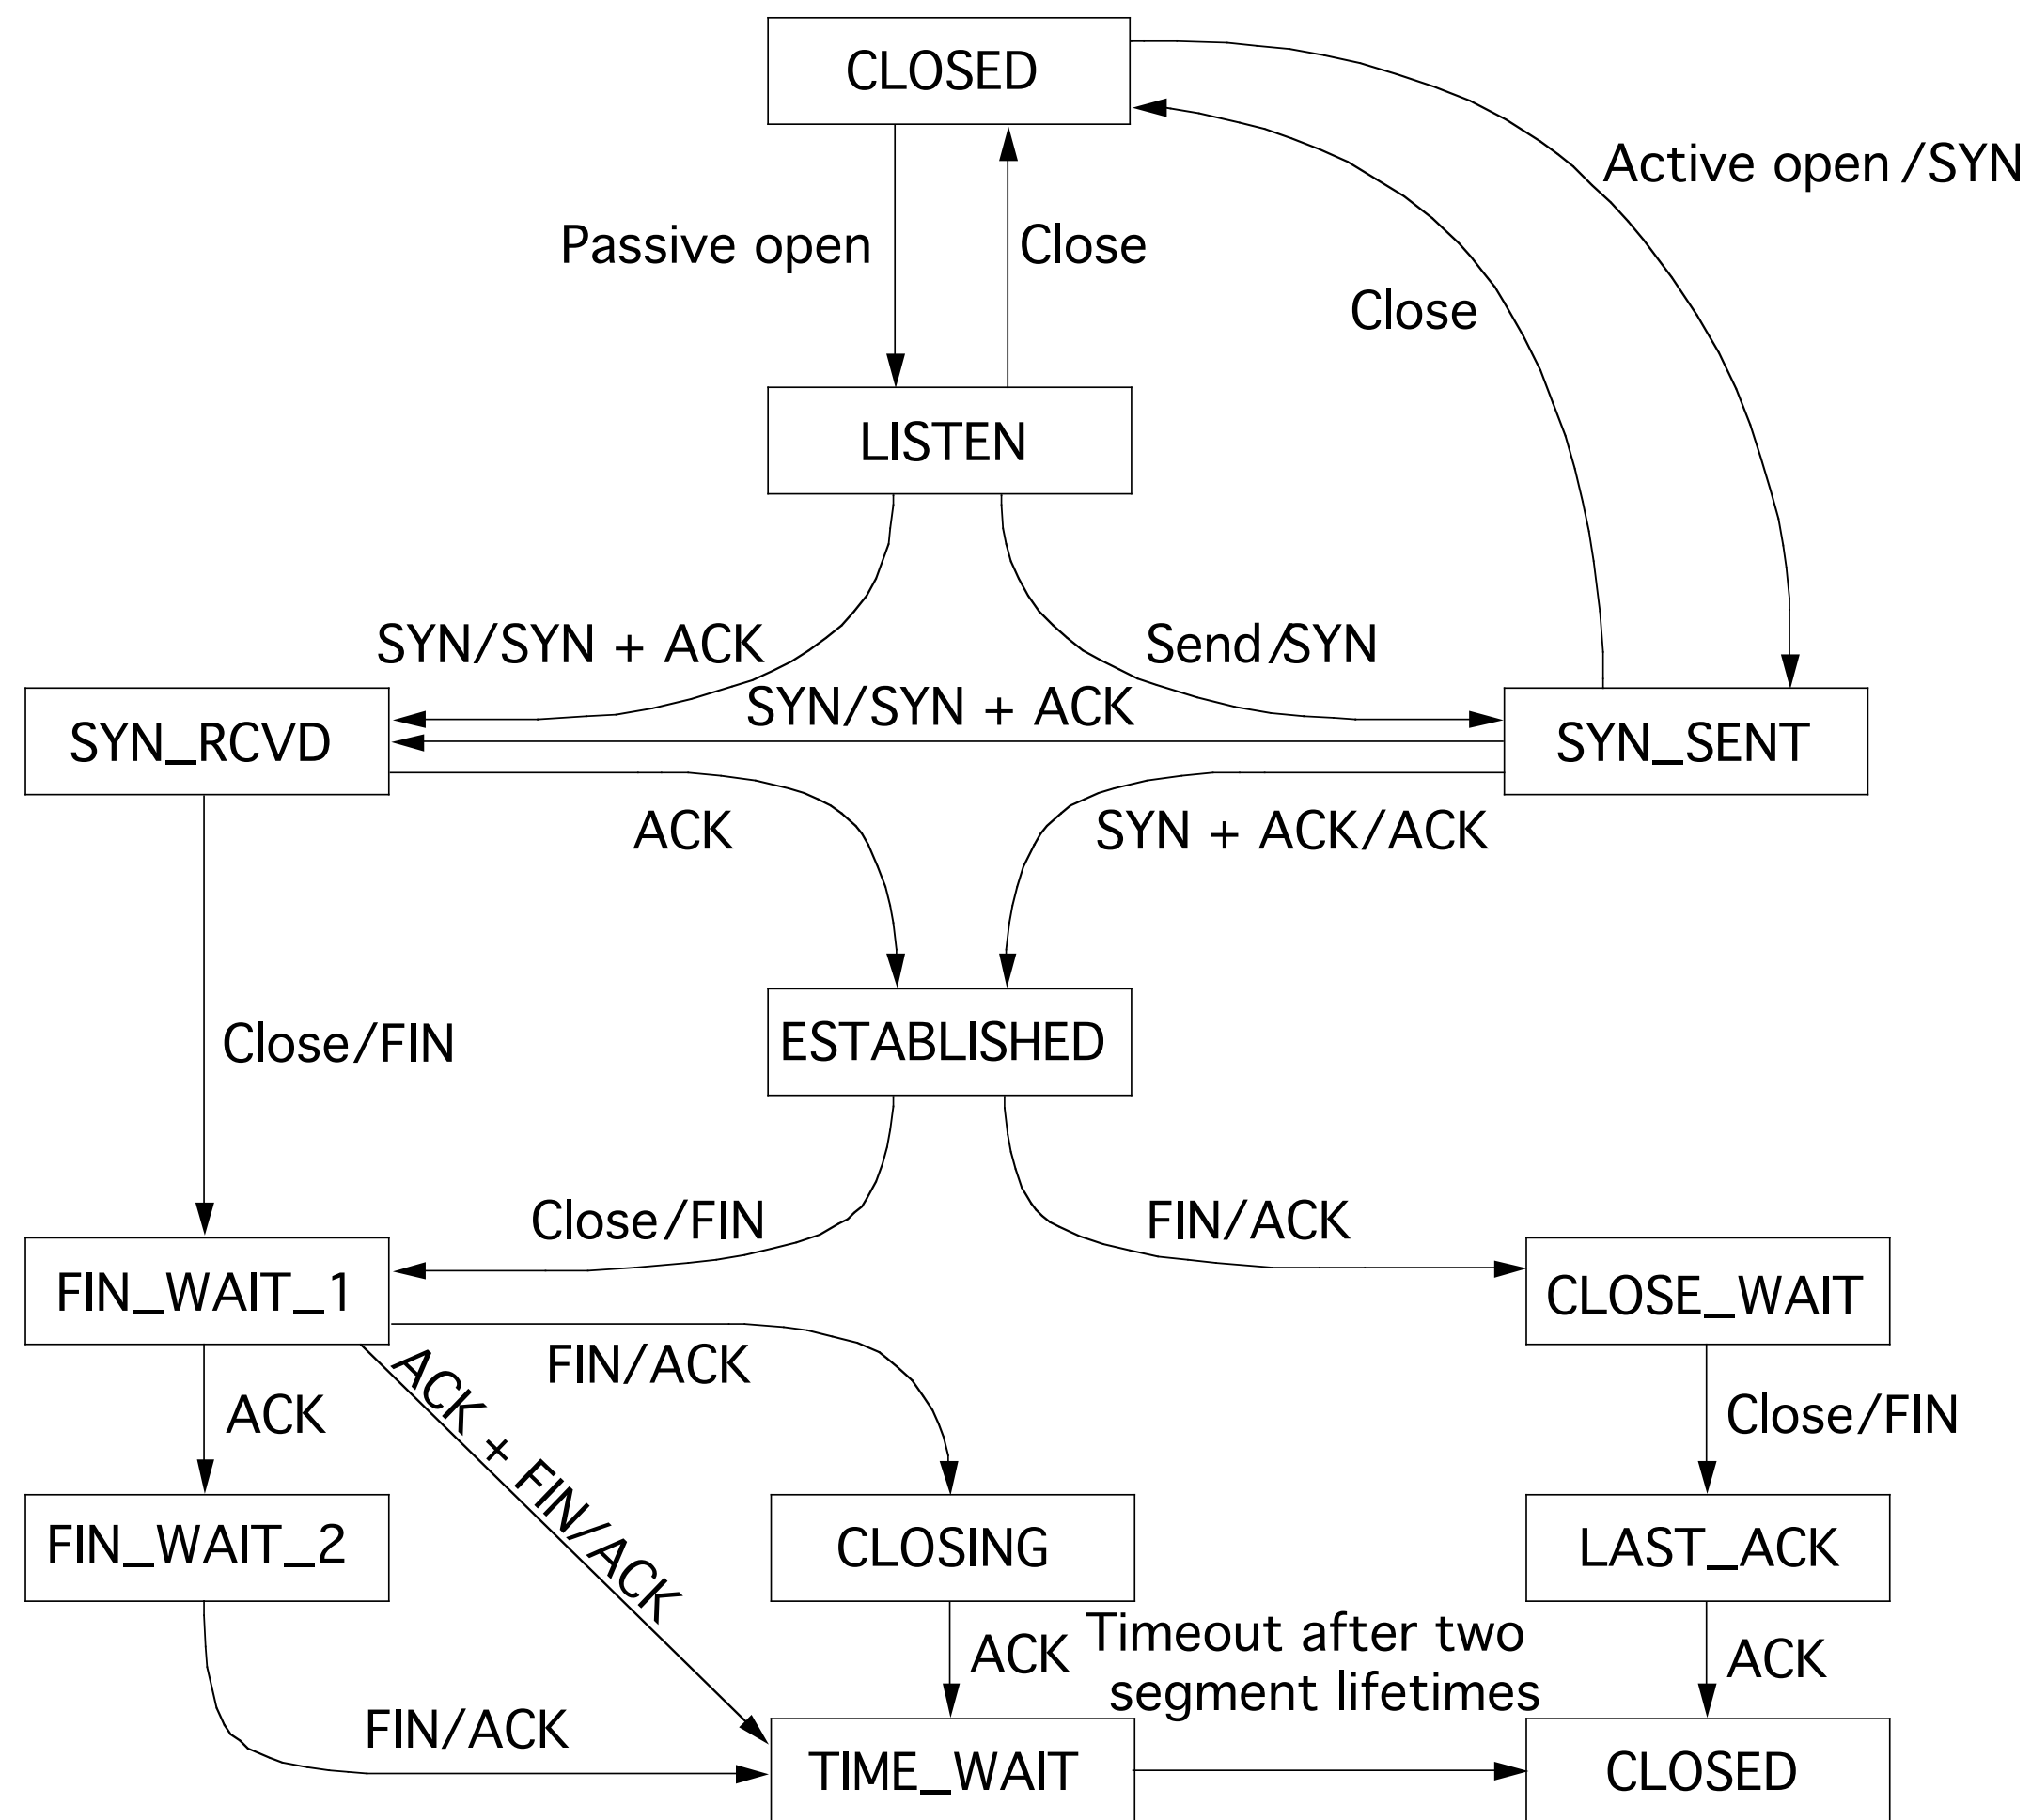 CLOSED
Active open/SYN
Passive open
Close
Close
LISTEN
SYN/SYN + ACK
Send/SYN
SYN/SYN + ACK
SYN_RCVD
SYN_SENT
ACK
SYN + ACK/ACK
Close/FIN
ESTABLISHED
Close/FIN
FIN/ACK
FIN_WAIT_1
CLOSE_WAIT
FIN/ACK
ACK
ACK + FIN/ACK
Close/FIN
FIN_WAIT_2
CLOSING
LAST_ACK
ACK
Timeout after two
segment lifetimes
ACK
FIN/ACK
TIME_WAIT
CLOSED